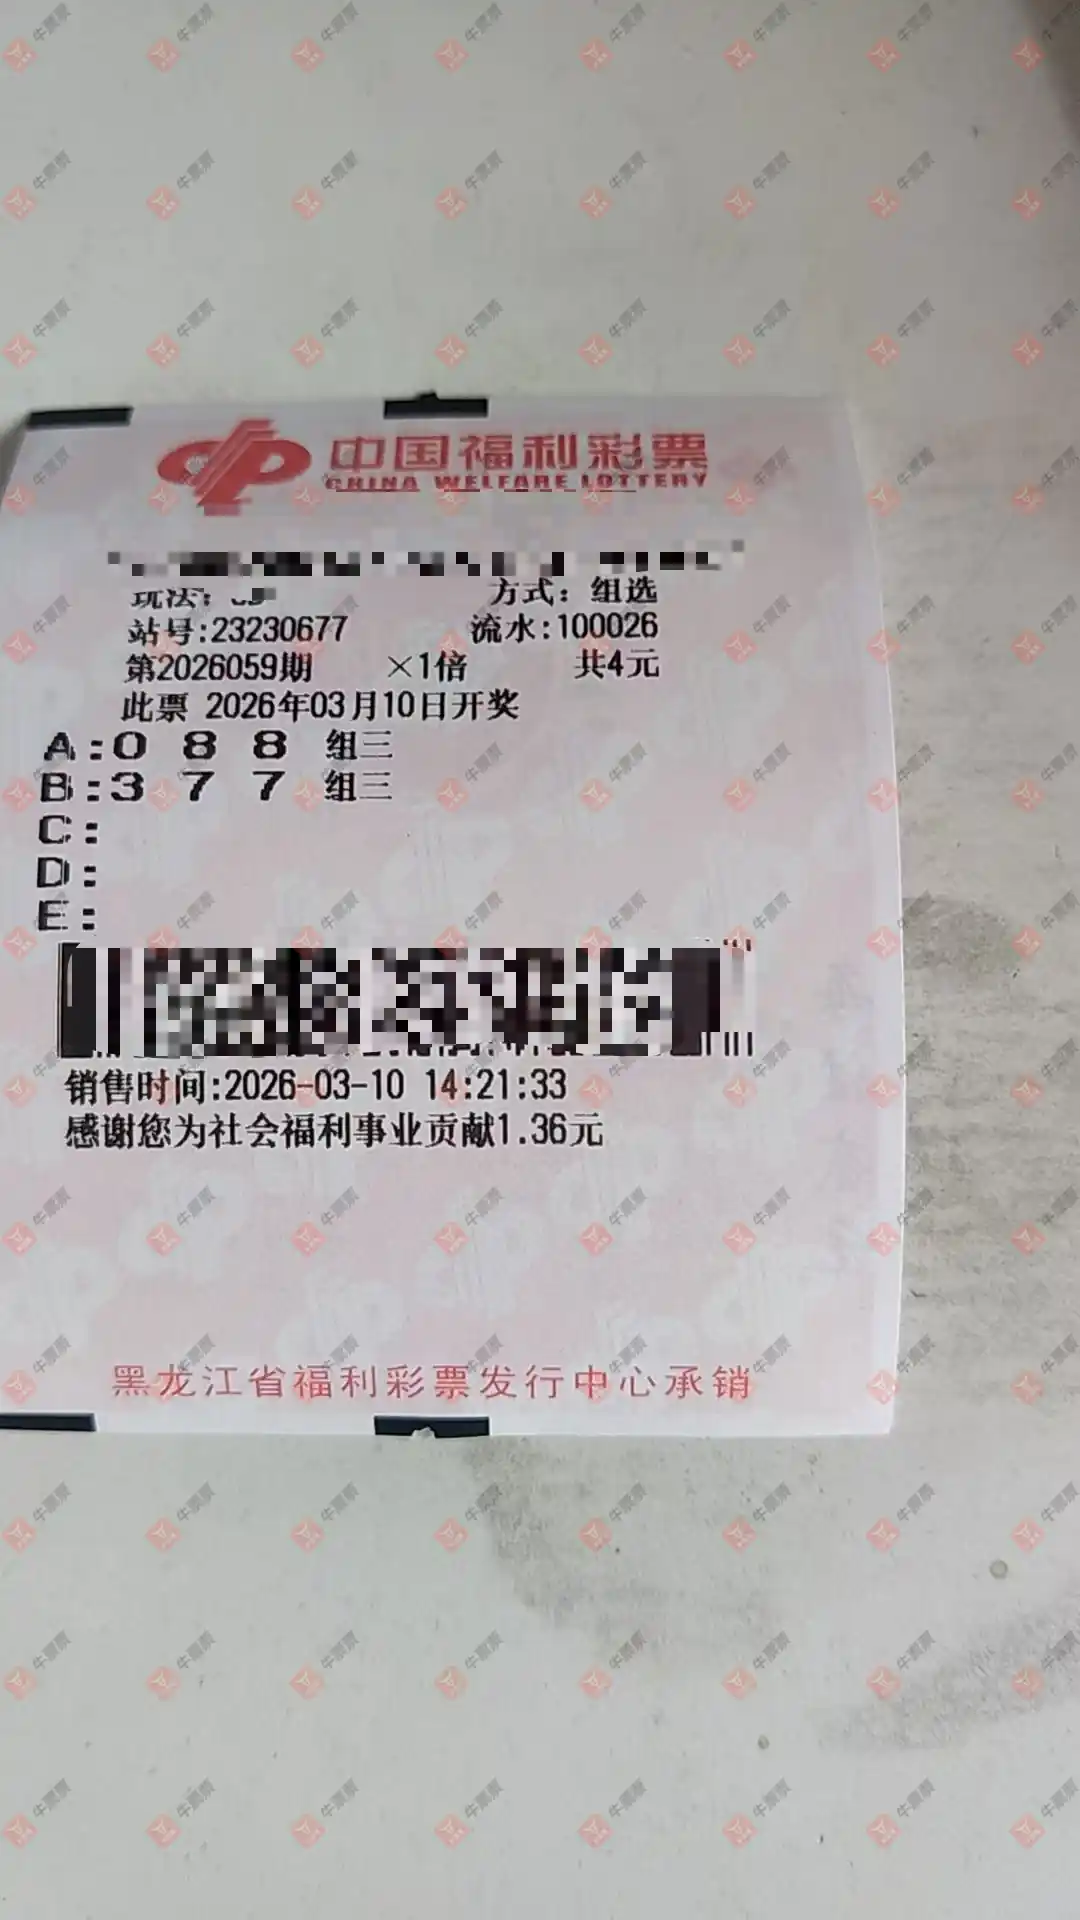 中国福利彩票
CHINA WELFARE LOTTERY
玩法: 方式: 组选
站号:23230677 流水:100026
第2026059期 ×1倍 共4元
此票 2026年03月10日开奖
A:0 8 8 组三
B:3 7 7 组三
C:
D:
E:
销售时间:2026-03-10 14:21:33
感谢您为社会福利事业贡献1.36元
黑龙江省福利彩票发行中心承销
牛票票